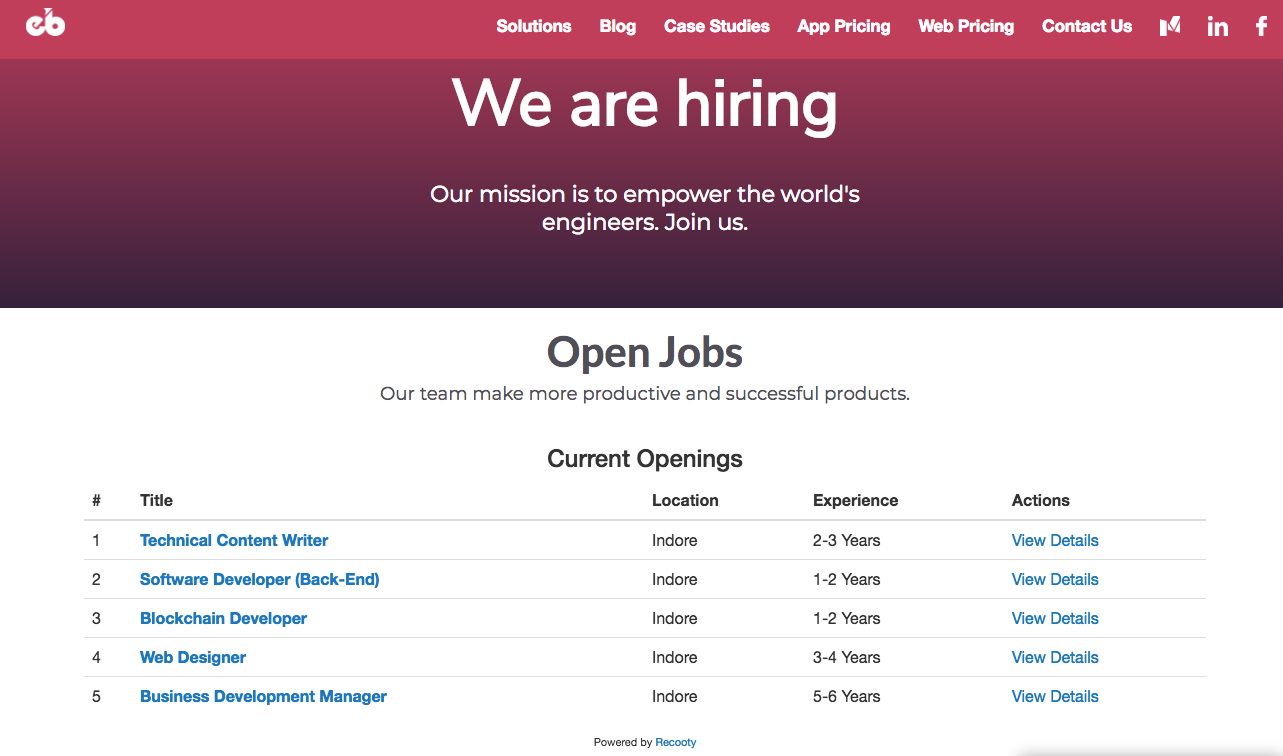 eb
Solutions Blog Case Studies App Pricing Web Pricing Contact Us in f
We are hiring
Our mission is to empower the world's
engineers. Join us.
Open Jobs
Our team make more productive and successful products.
Current Openings
# Title Location Experience Actions
1 Technical Content Writer Indore 2-3 Years View Details
2 Software Developer (Back-End) Indore 1-2 Years View Details
3 Blockchain Developer Indore 1-2 Years View Details
4 Web Designer Indore 3-4 Years View Details
5 Business Development Manager Indore 5-6 Years View Details
Powered by Recooty